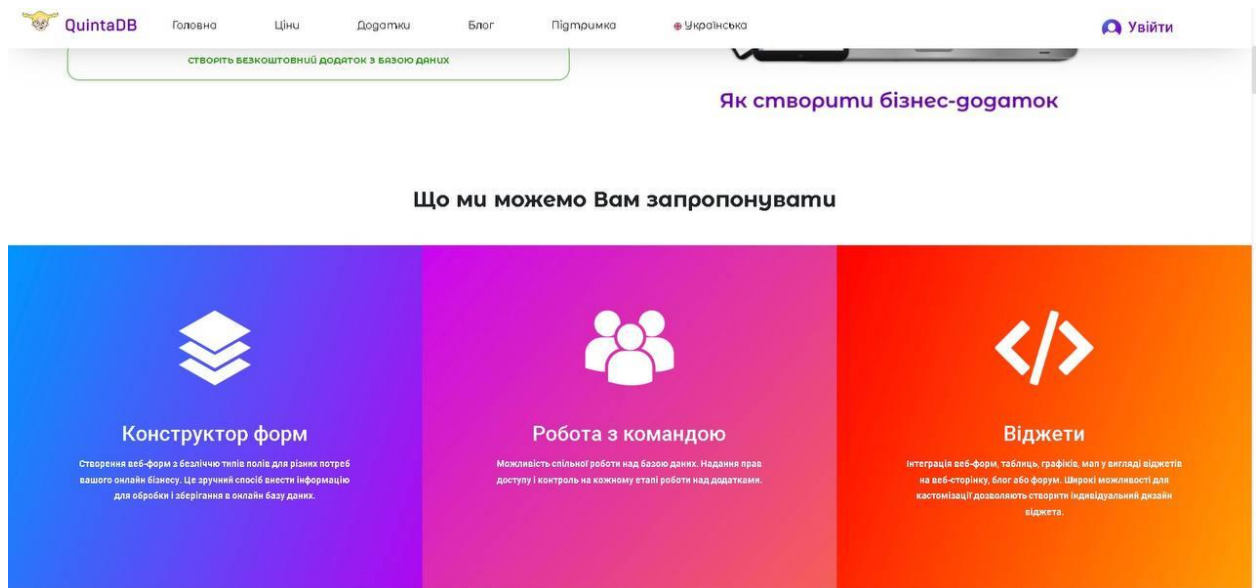 QuintaDB Головна Ціни Додатки Блог Підтримка Українська Увійти
СТВОРІТЬ БЕЗКОШТОВНИЙ ДОДАТОК З БАЗОЮ ДАНИХ
Як створити бізнес-додаток
Що ми можемо Вам запропонувати
Конструктор форм
Створення веб-форм з безліччю типів полів для різних потреб
вашого онлайн бізнесу. Це зручний спосіб внести інформацію
для обробки і зберігання в онлайн базу даних.
Робота з командою
Можливість спільної роботи над базою даних. Надання прав
доступу і контроль на кожному етапі роботи над додатками.
Віджети
Інтеграція веб-форм, таблиць, графіків, мап у вигляді віджетів
на веб-сторінку, блог або форум. Широкі можливості для
кастомізації дозволяють створити індивідуальний дизайн
віджета.